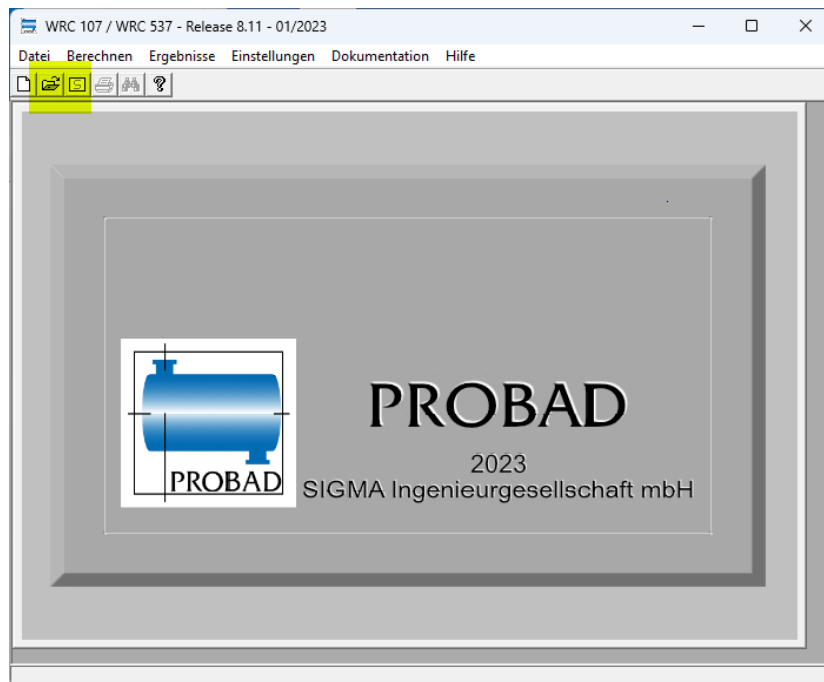 WRC 107 / WRC 537 - Release 8.11 - 01/2023
Datei Berechnen Ergebnisse Einstellungen Dokumentation Hilfe
S ?
PROBAD
PROBAD
2023
SIGMA Ingenieurgesellschaft mbH